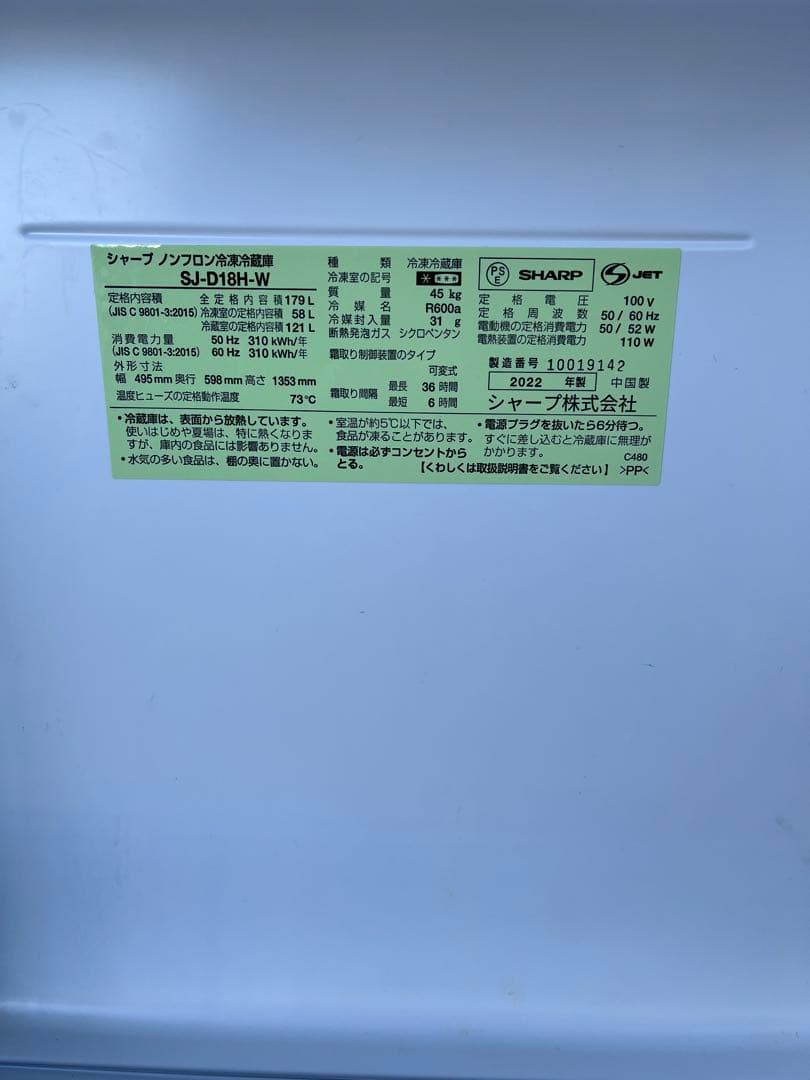 シャープ ノンフロン冷凍冷蔵庫
SJ-D18H-W
定格内容積 全定格内容積 179 L
(JIS C 9801-3:2015) 冷凍室の定格内容積 58 L
冷蔵室の定格内容積 121 L
消費電力量 50 Hz 310 kWh/年
(JIS C 9801-3:2015) 60 Hz 310 kWh/年
外形寸法
幅 495 mm 奥行 598 mm 高さ 1353 mm
温度ヒューズの定格動作温度 73℃
種類 冷凍冷蔵庫
冷凍室の記号 ****
質量 45 kg
冷媒名 R600a
冷媒封入量 31 g
断熱発泡ガス シクロペンタン
霜取り制御装置のタイプ
可変式
霜取り間隔 最長 36 時間
最短 6 時間
PSE SHARP S JET
定格電圧 100 V
定格周波数 50 / 60 Hz
電動機の定格消費電力 50 / 52 W
電熱装置の定格消費電力 110 W
製造番号 10019142
2022 年製 中国製
シャープ株式会社
・冷蔵庫は、表面から放熱しています。
使いはじめや夏場は、特に熱くなりま
すが、庫内の食品には影響ありません。
・水気の多い食品は、棚の奥に置かない。
・室温が約5℃以下では、
食品が凍ることがあります。
・電源は必ずコンセントから
とる。
・電源プラグを抜いたら6分待つ。
すぐに差し込むと冷蔵庫に無理が
かかります。
C480
【くわしくは取扱説明書をご覧ください】 >PP<